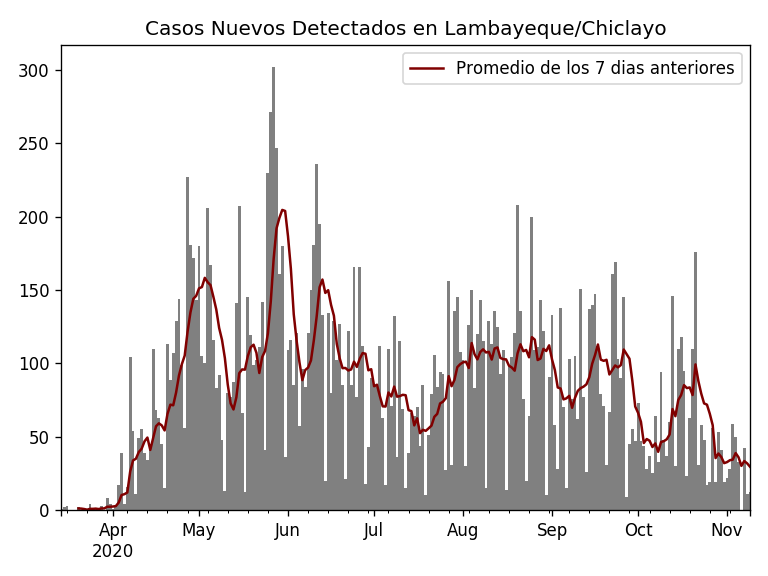 Casos Nuevos Detectados en Lambayeque/Chiclayo
Promedio de los 7 dias anteriores
300
250
200
150
100
50
0
Apr May Jun Jul Aug Sep Oct Nov
2020